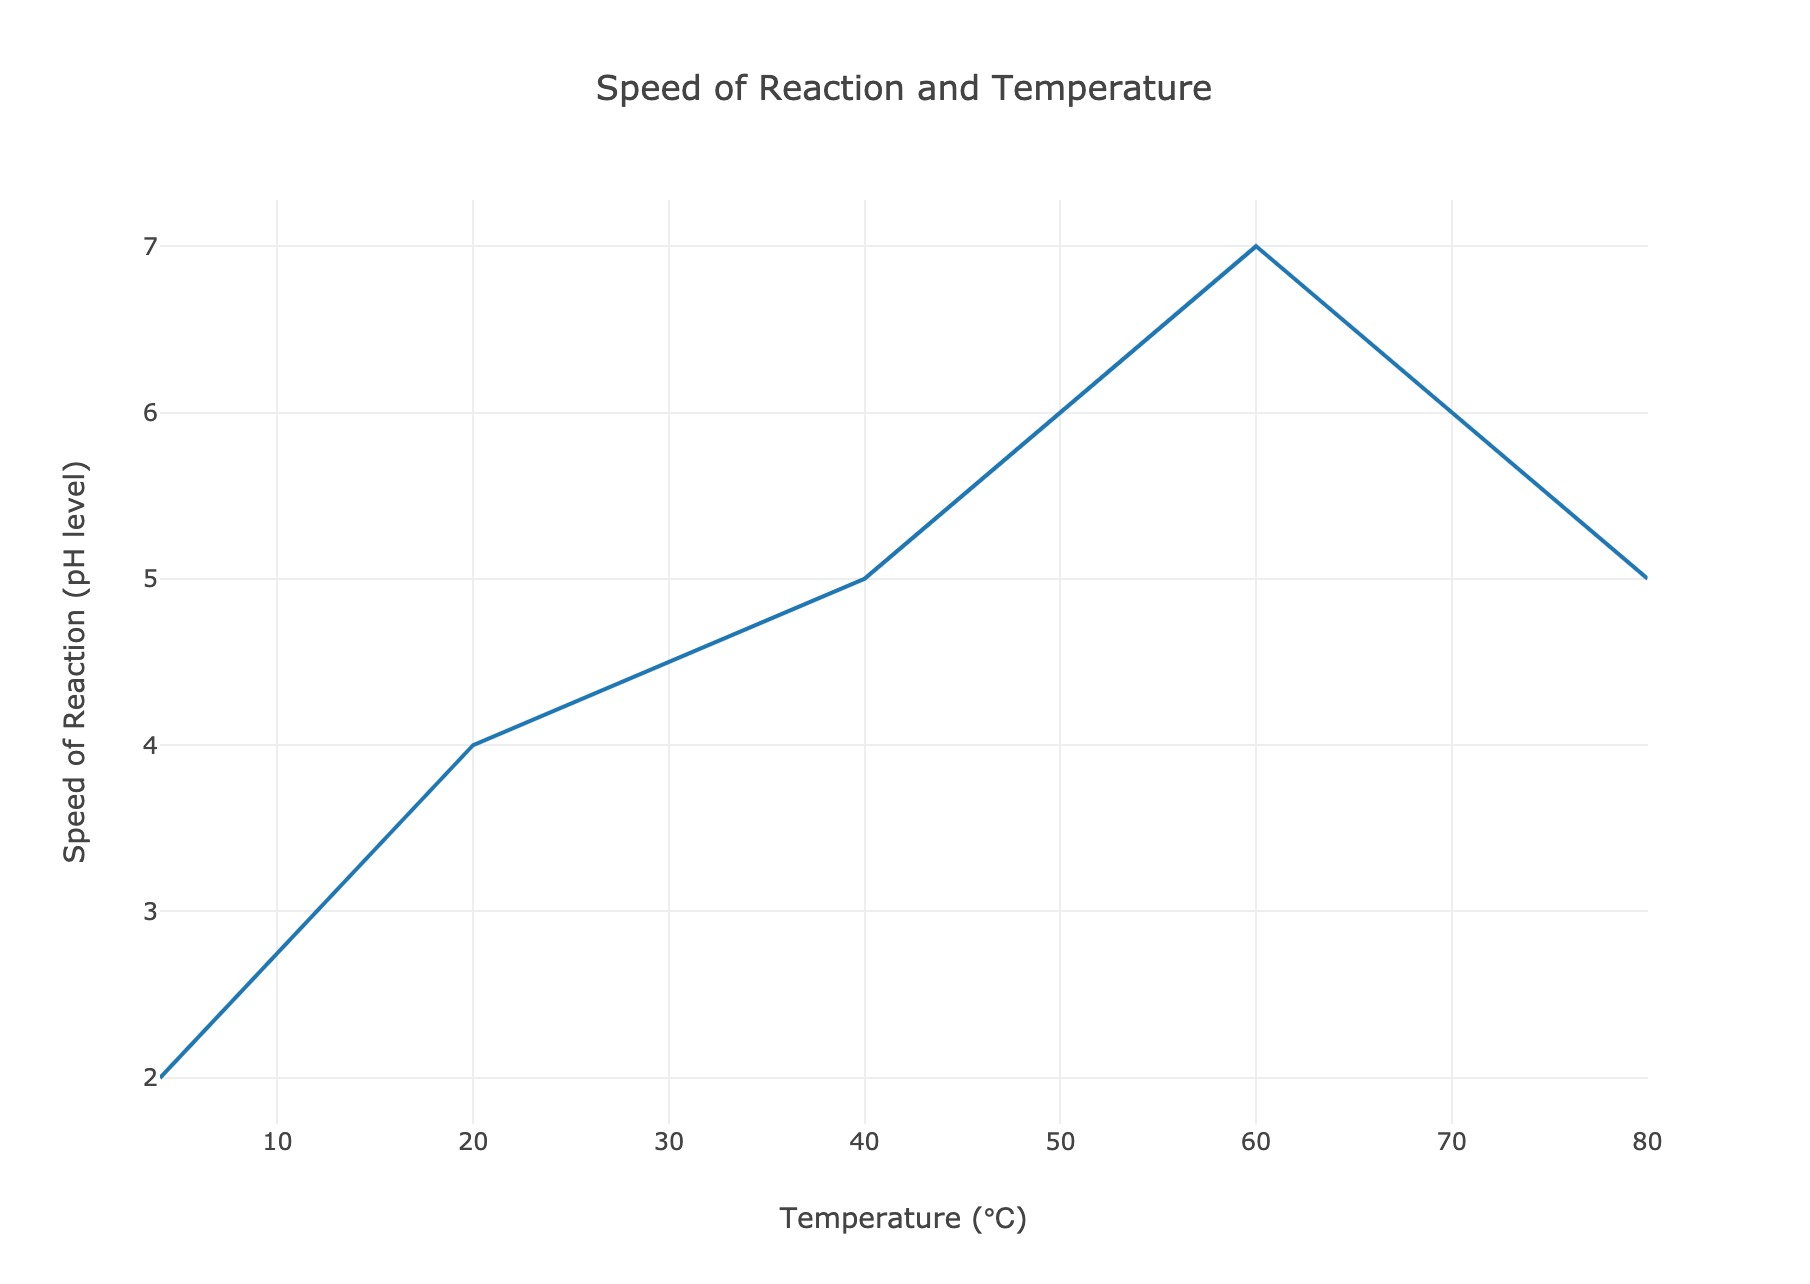 Speed of Reaction and Temperature
Speed of Reaction (pH level)
7
6
5
4
3
2
10 20 30 40 50 60 70 80
Temperature (°C)